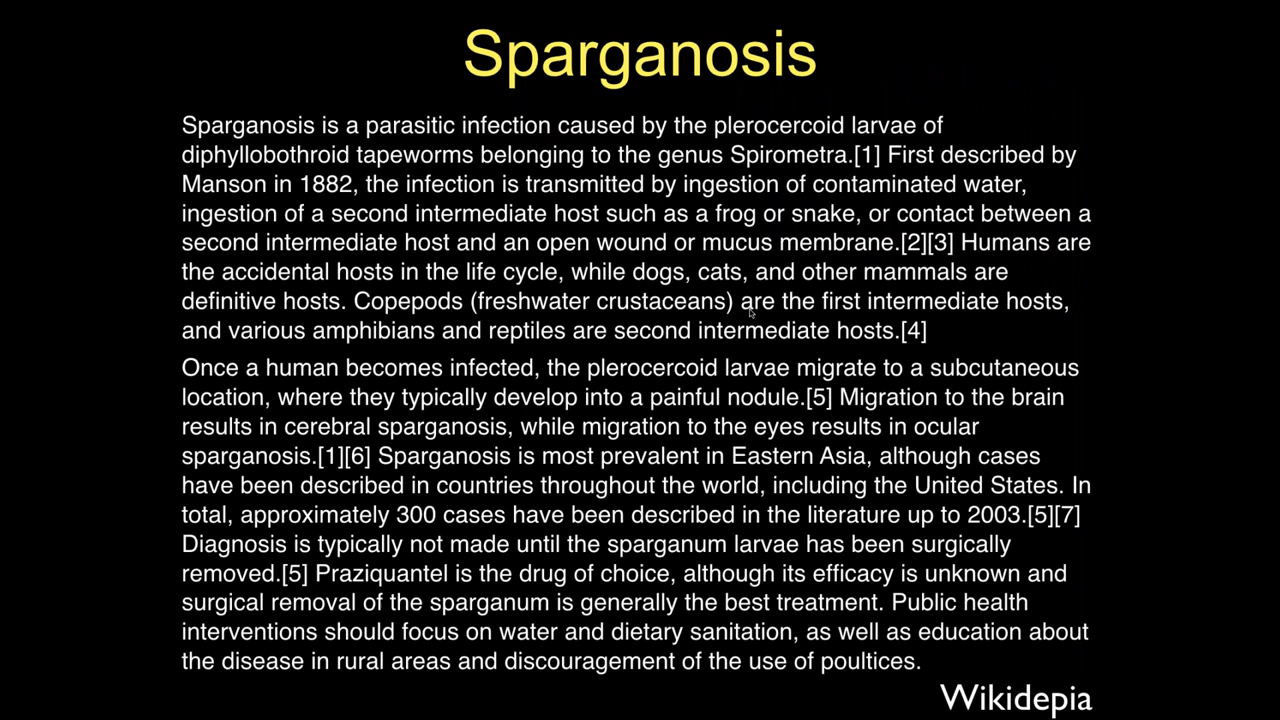 Sparganosis
Sparganosis is a parasitic infection caused by the plerocercoid larvae of
diphyllobothroid tapeworms belonging to the genus Spirometra.[1] First described by
Manson in 1882, the infection is transmitted by ingestion of contaminated water,
ingestion of a second intermediate host such as a frog or snake, or contact between a
second intermediate host and an open wound or mucus membrane.[2][3] Humans are
the accidental hosts in the life cycle, while dogs, cats, and other mammals are
definitive hosts. Copepods (freshwater crustaceans) are the first intermediate hosts,
and various amphibians and reptiles are second intermediate hosts.[4]
Once a human becomes infected, the plerocercoid larvae migrate to a subcutaneous
location, where they typically develop into a painful nodule.[5] Migration to the brain
results in cerebral sparganosis, while migration to the eyes results in ocular
sparganosis.[1][6] Sparganosis is most prevalent in Eastern Asia, although cases
have been described in countries throughout the world, including the United States. In
total, approximately 300 cases have been described in the literature up to 2003.[5][7]
Diagnosis is typically not made until the sparganum larvae has been surgically
removed.[5] Praziquantel is the drug of choice, although its efficacy is unknown and
surgical removal of the sparganum is generally the best treatment. Public health
interventions should focus on water and dietary sanitation, as well as education about
the disease in rural areas and discouragement of the use of poultices.
Wikidepia